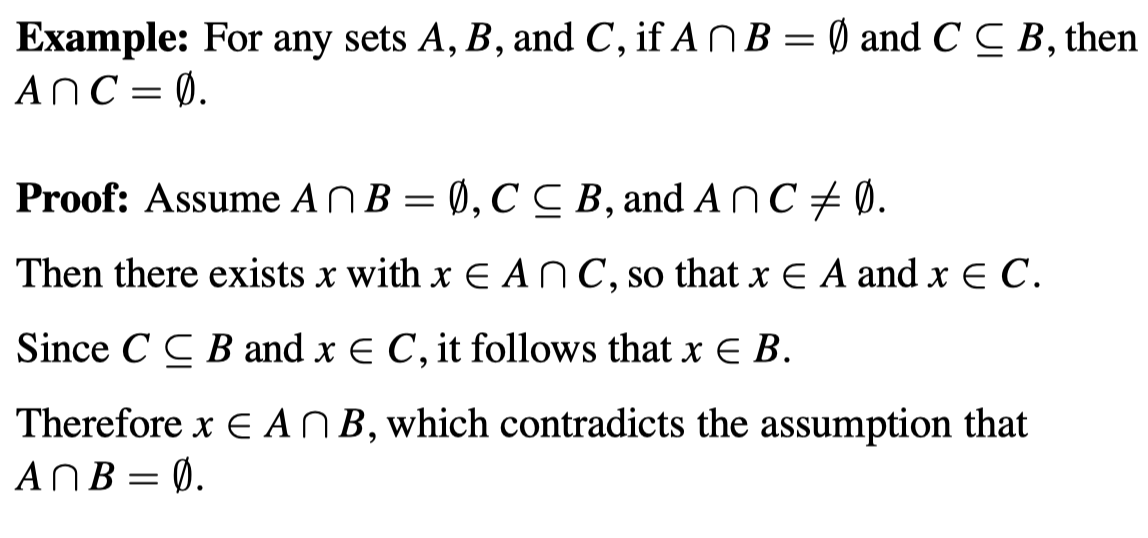 Example: For any sets A, B, and C, if A ∩ B = ∅ and C ⊆ B, then
A ∩ C = ∅.
Proof: Assume A ∩ B = ∅, C ⊆ B, and A ∩ C ≠ ∅.
Then there exists x with x ∈ A ∩ C, so that x ∈ A and x ∈ C.
Since C ⊆ B and x ∈ C, it follows that x ∈ B.
Therefore x ∈ A ∩ B, which contradicts the assumption that
A ∩ B = ∅.